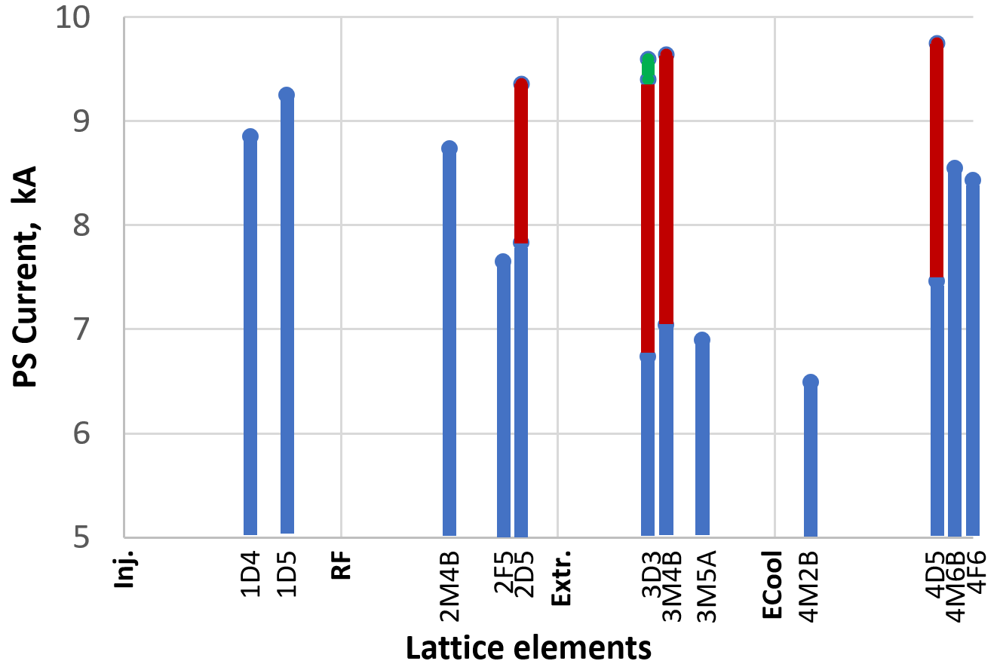 10
9
8
7
6
5
PS Current,  kA
Inj.
1D4
1D5
RF
2M4B
2F5
2D5
Extr.
3D3
3M4B
3M5A
ECool
4M2B
4D5
4M6B
4F6
Lattice elements